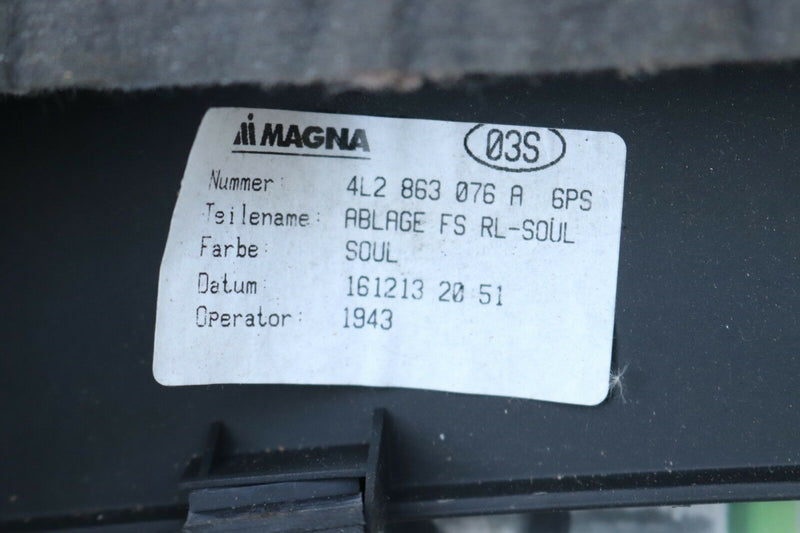 MAGNA 03S
Nummer: 4L2 863 076 A 6PS
Teilename: ABLAGE FS RL-SOUL
Farbe: SOUL
Datum: 161213 20 51
Operator: 1943